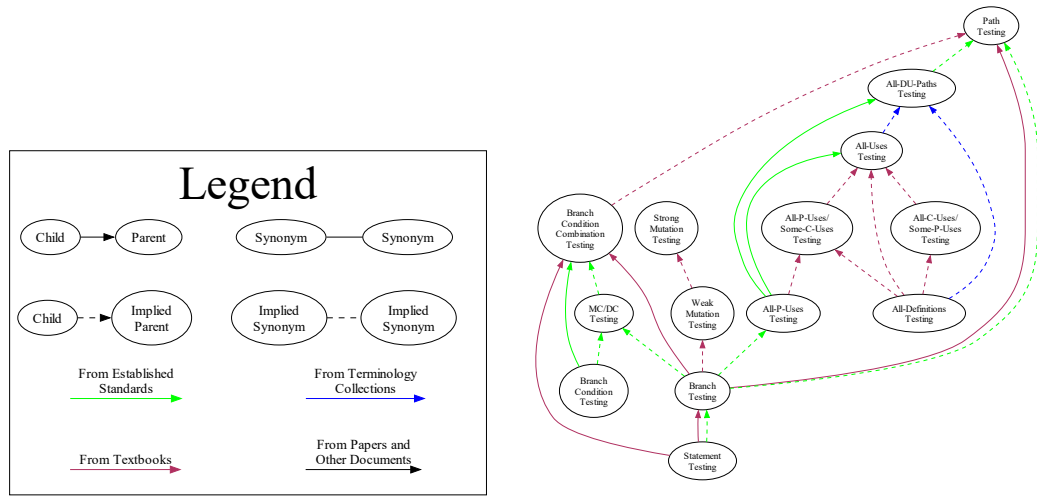 Legend
Child
Parent
Synonym
Synonym
Child
Implied
Parent
Implied
Synonym
Implied
Synonym
From Established
Standards
From Terminology
Collections
From Textbooks
From Papers and
Other Documents
Path
Testing
All-DU-Paths
Testing
All-Uses
Testing
Branch
Condition
Combination
Testing
Strong
Mutation
Testing
All-P-Uses/
Some-C-Uses
Testing
All-C-Uses/
Some-P-Uses
Testing
MC/DC
Testing
Weak
Mutation
Testing
All-P-Uses
Testing
All-Definitions
Testing
Branch
Condition
Testing
Branch
Testing
Statement
Testing